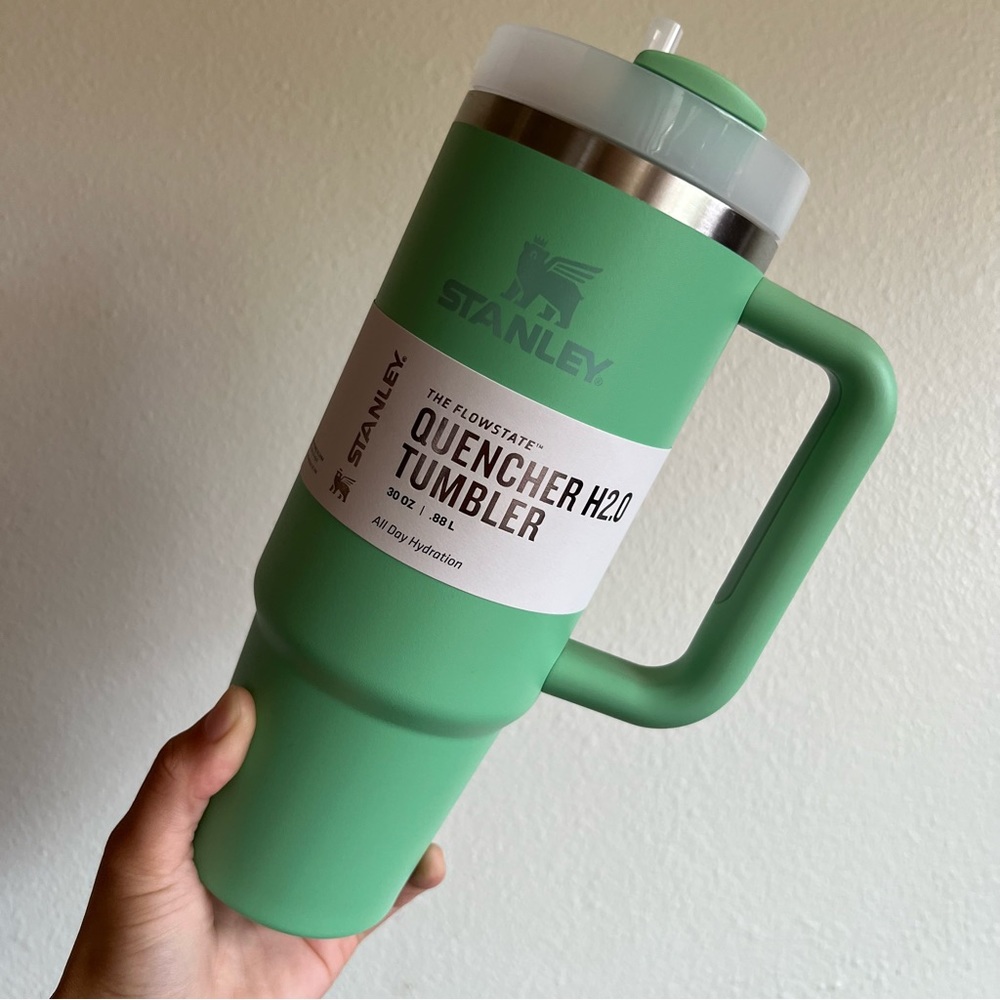 STANLEY®
STANLEY®
THE FLOWSTATE™
QUENCHER H2.0
TUMBLER
30 OZ | .88 L
All Day Hydration